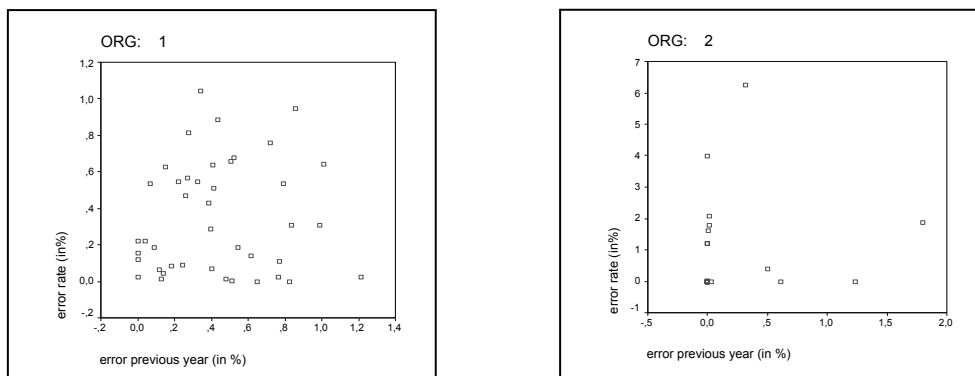 ORG: 1
1,2
1,0
,8
,6
,4
,2
0,0
-,2
error rate (in%)
-,2 0,0 ,2 ,4 ,6 ,8 1,0 1,2 1,4
error previous year (in %)
ORG: 2
7
6
5
4
3
2
1
0
-1
error rate (in%)
-,5 0,0 ,5 1,0 1,5 2,0
error previous year (in %)